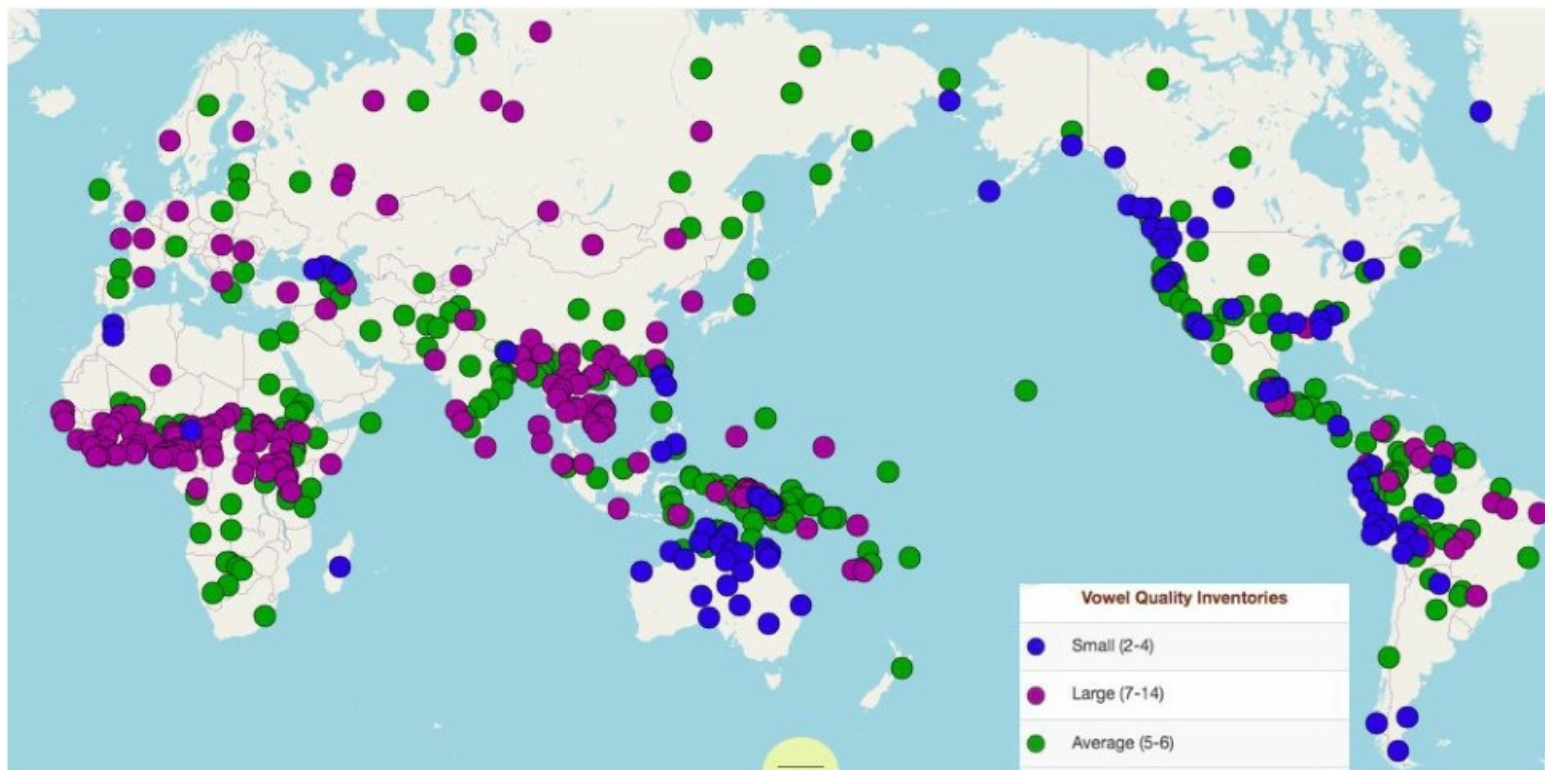 Vowel Quality Inventories
Small (2-4)
Large (7-14)
Average (5-6)